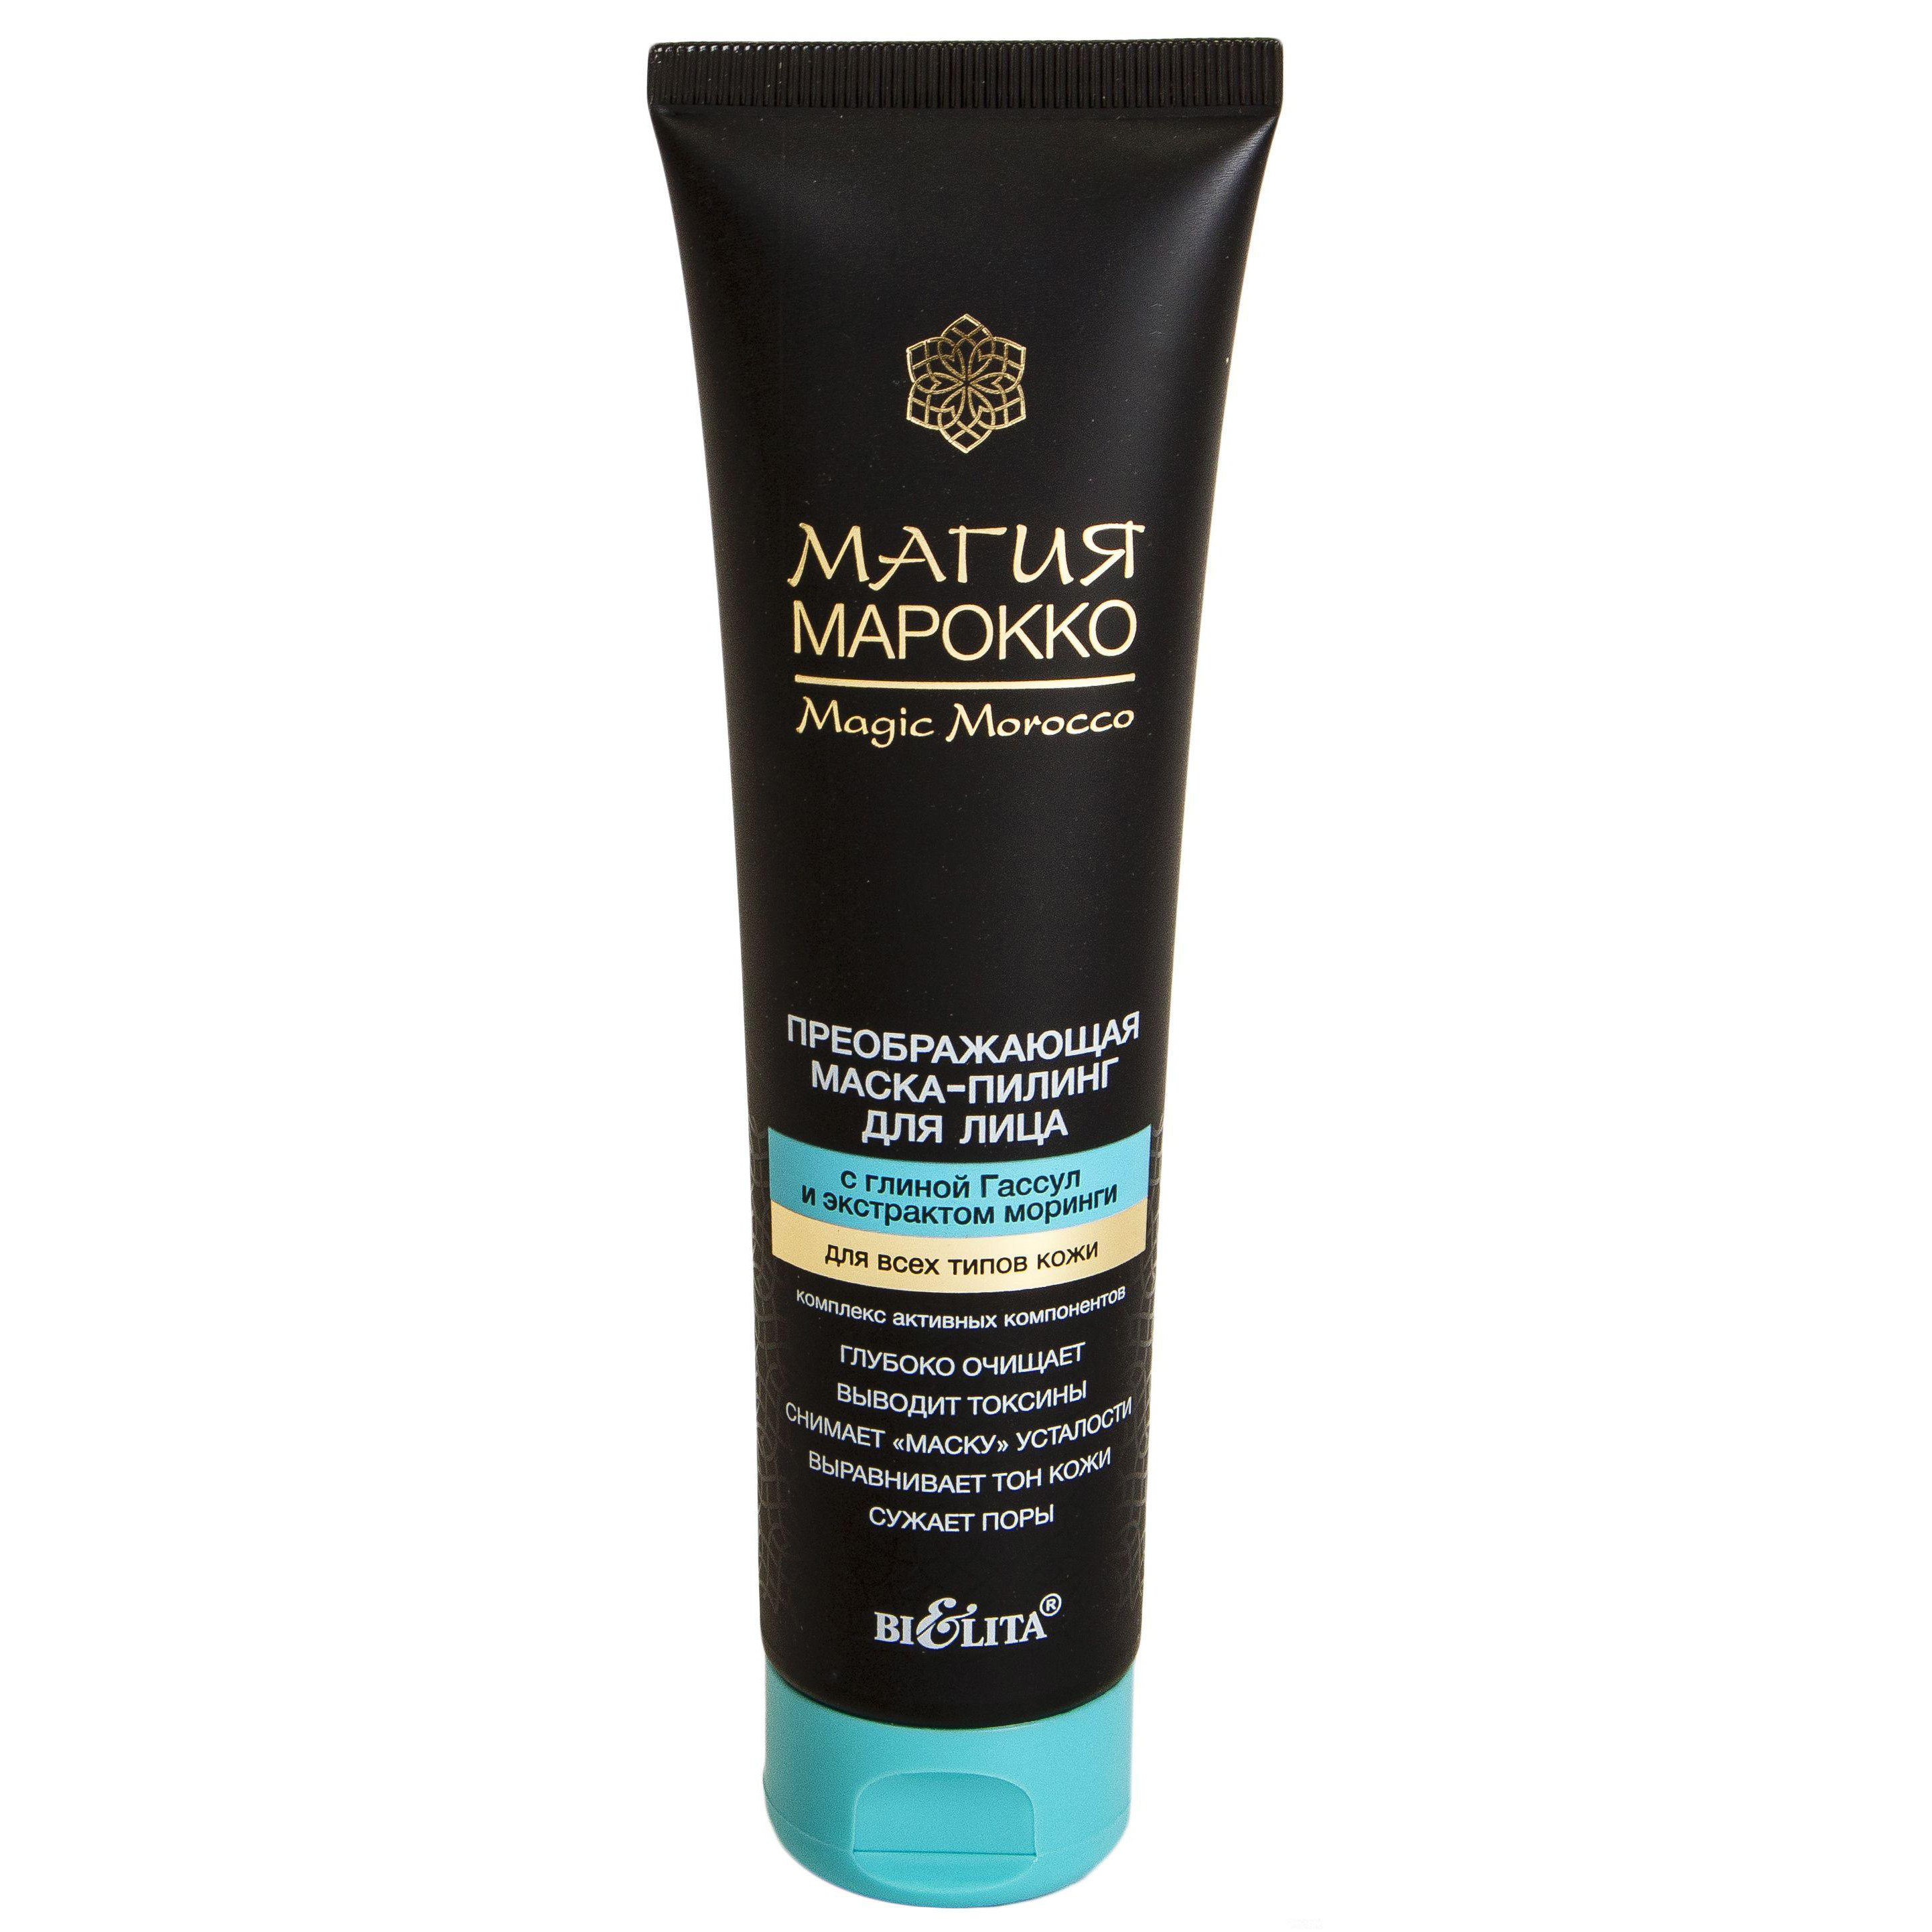 МАГИЯ
МАРОККО
Magic Morocco
ПРЕОБРАЖАЮЩАЯ
МАСКА-ПИЛИНГ
ДЛЯ ЛИЦА
с глиной Гассул
и экстрактом моринги
для всех типов кожи
комплекс активных компонентов
ГЛУБОКО ОЧИЩАЕТ
ВЫВОДИТ ТОКСИНЫ
СНИМАЕТ «МАСКУ» УСТАЛОСТИ
ВЫРАВНИВАЕТ ТОН КОЖИ
СУЖАЕТ ПОРЫ
BIELITA®